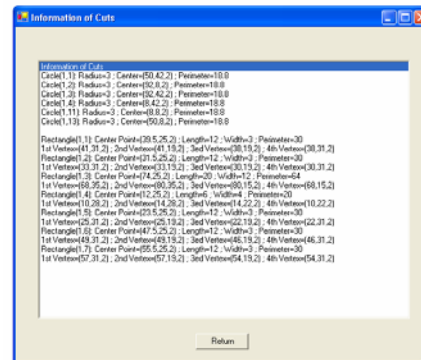 Information of Cuts
Information of Cuts
Circle(1,1): Radius=3 ; Center=(50,42,2) ; Perimeter=18.8
Circle(1,2): Radius=3 ; Center=(92,8,2) ; Perimeter=18.8
Circle(1,3): Radius=3 ; Center=(92,42,2) ; Perimeter=18.8
Circle(1,4): Radius=3 ; Center=(8,42,2) ; Perimeter=18.8
Circle(1,11): Radius=3 ; Center=(8,8,2) ; Perimeter=18.8
Circle(1,13): Radius=3 ; Center=(50,8,2) ; Perimeter=18.8
Rectangle(1,1): Center Point=(39.5,25,2) ; Length=12 ; Width=3 ; Perimeter=30
1st Vertex=(41,31,2) ; 2nd Vertex=(41,19,2) ; 3ed Vertex=(38,19,2) ; 4th Vertex=(38,31,2)
Rectangle(1,2): Center Point=(31.5,25,2) ; Length=12 ; Width=3 ; Perimeter=30
1st Vertex=(33,31,2) ; 2nd Vertex=(33,19,2) ; 3ed Vertex=(30,19,2) ; 4th Vertex=(30,31,2)
Rectangle(1,3): Center Point=(74,25,2) ; Length=20 ; Width=12 ; Perimeter=64
1st Vertex=(68,35,2) ; 2nd Vertex=(80,35,2) ; 3ed Vertex=(80,15,2) ; 4th Vertex=(68,15,2)
Rectangle(1,4): Center Point=(12,25,2) ; Length=6 ; Width=4 ; Perimeter=20
1st Vertex=(10,28,2) ; 2nd Vertex=(14,28,2) ; 3ed Vertex=(14,22,2) ; 4th Vertex=(10,22,2)
Rectangle(1,5): Center Point=(23.5,25,2) ; Length=12 ; Width=3 ; Perimeter=30
1st Vertex=(25,31,2) ; 2nd Vertex=(25,19,2) ; 3ed Vertex=(22,19,2) ; 4th Vertex=(22,31,2)
Rectangle(1,6): Center Point=(47.5,25,2) ; Length=12 ; Width=3 ; Perimeter=30
1st Vertex=(49,31,2) ; 2nd Vertex=(49,19,2) ; 3ed Vertex=(46,19,2) ; 4th Vertex=(46,31,2)
Rectangle(1,7): Center Point=(55.5,25,2) ; Length=12 ; Width=3 ; Perimeter=30
1st Vertex=(57,31,2) ; 2nd Vertex=(57,19,2) ; 3ed Vertex=(54,19,2) ; 4th Vertex=(54,31,2)
Return